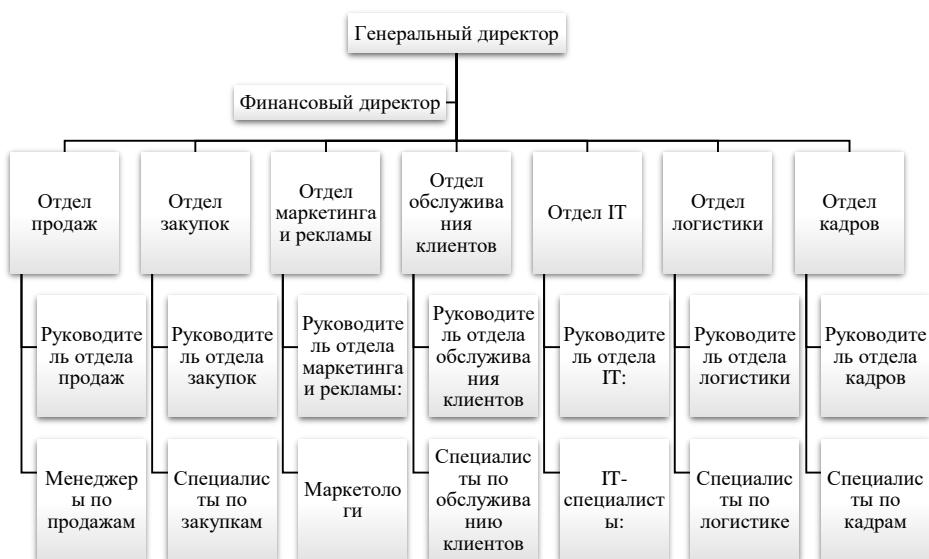 Генеральный директор
Финансовый директор
Отдел
продаж
Отдел
закупок
Отдел
маркетинга
и рекламы
Отдел
обслужива
ния
клиентов
Отдел IT
Отдел
логистики
Отдел
кадров
Руководите
ль отдела
продаж
Руководите
ль отдела
закупок
Руководите
ль отдела
маркетинга
и рекламы:
Руководите
ль отдела
обслужива
ния
клиентов
Руководите
ль отдела
IT:
Руководите
ль отдела
логистики
Руководите
ль отдела
кадров
Менеджер
ы по
продажам
Специалис
ты по
закупкам
Маркетоло
ги
Специалис
ты по
обслужива
нию
клиентов
IT-
специалист
ы:
Специалис
ты по
логистике
Специалис
ты по
кадрам